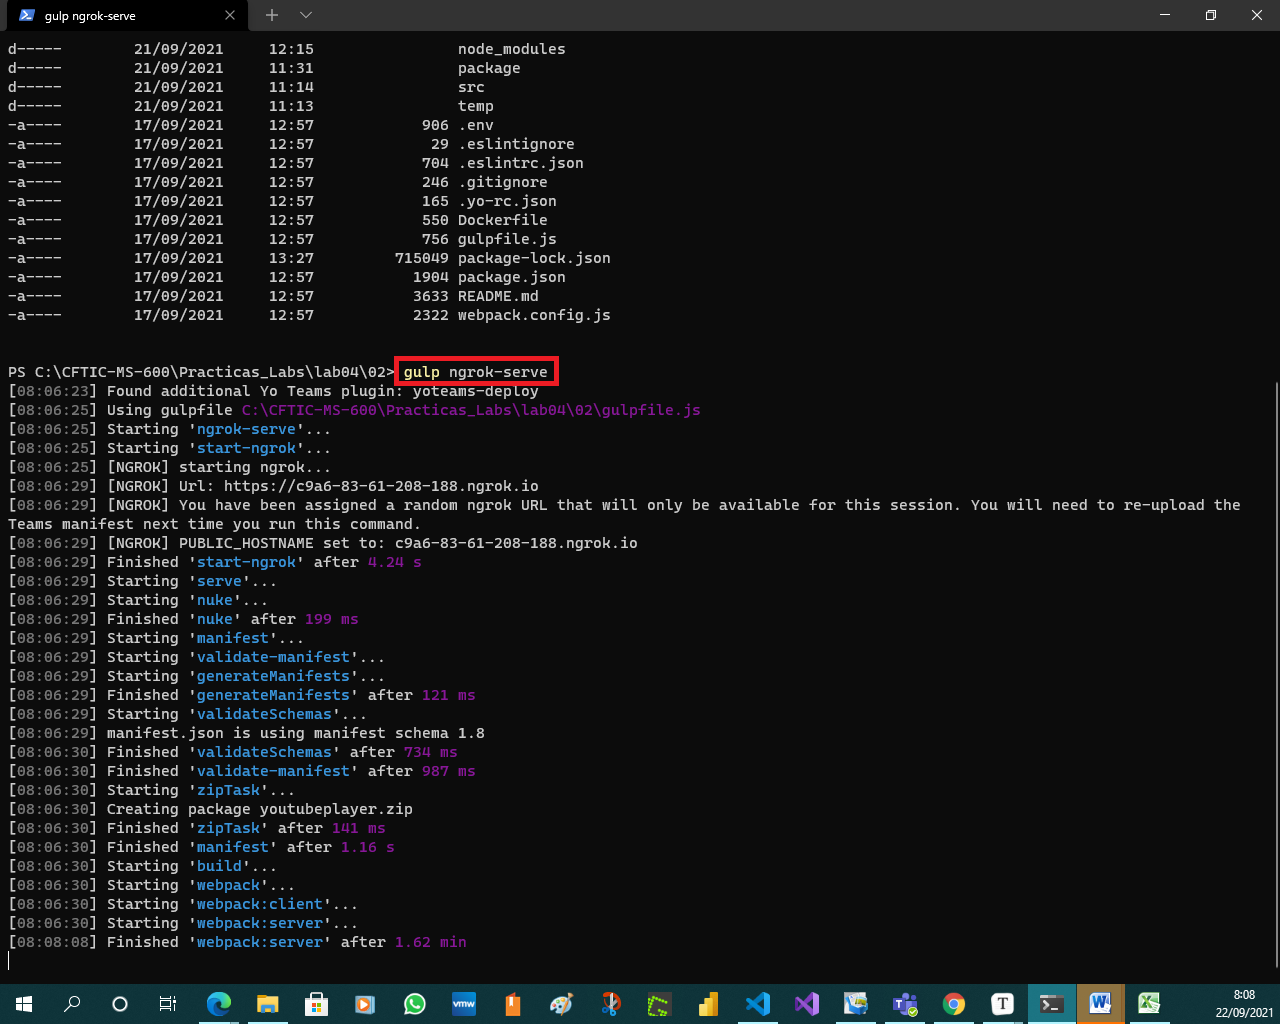 gulp ngrok-serve
d----- 21/09/2021 12:15 node_modules
d----- 21/09/2021 11:31 package
d----- 21/09/2021 11:14 src
d----- 21/09/2021 11:13 temp
-a---- 17/09/2021 12:57 906 .env
-a---- 17/09/2021 12:57 29 .eslintignore
-a---- 17/09/2021 12:57 704 .eslintrc.json
-a---- 17/09/2021 12:57 246 .gitignore
-a---- 17/09/2021 12:57 165 .yo-rc.json
-a---- 17/09/2021 12:57 550 Dockerfile
-a---- 17/09/2021 12:57 756 gulpfile.js
-a---- 17/09/2021 13:27 715049 package-lock.json
-a---- 17/09/2021 12:57 1904 package.json
-a---- 17/09/2021 12:57 3633 README.md
-a---- 17/09/2021 12:57 2322 webpack.config.js
PS C:\CFTIC-MS-600\Practicas_Labs\lab04\02> gulp ngrok-serve
[08:06:23] Found additional Yo Teams plugin: yoteams-deploy
[08:06:25] Using gulpfile C:\CFTIC-MS-600\Practicas_Labs\lab04\02\gulpfile.js
[08:06:25] Starting 'ngrok-serve'...
[08:06:25] Starting 'start-ngrok'...
[08:06:25] [NGROK] starting ngrok...
[08:06:29] [NGROK] Url: https://c9a6-83-61-208-188.ngrok.io
[08:06:29] [NGROK] You have been assigned a random ngrok URL that will only be available for this session. You will need to re-upload the
Teams manifest next time you run this command.
[08:06:29] [NGROK] PUBLIC_HOSTNAME set to: c9a6-83-61-208-188.ngrok.io
[08:06:29] Finished 'start-ngrok' after 4.24 s
[08:06:29] Starting 'serve'...
[08:06:29] Starting 'nuke'...
[08:06:29] Finished 'nuke' after 199 ms
[08:06:29] Starting 'manifest'...
[08:06:29] Starting 'validate-manifest'...
[08:06:29] Starting 'generateManifests'...
[08:06:29] Finished 'generateManifests' after 121 ms
[08:06:29] Starting 'validateSchemas'...
[08:06:29] manifest.json is using manifest schema 1.8
[08:06:30] Finished 'validateSchemas' after 734 ms
[08:06:30] Finished 'validate-manifest' after 987 ms
[08:06:30] Starting 'zipTask'...
[08:06:30] Creating package youtubeplayer.zip
[08:06:30] Finished 'zipTask' after 141 ms
[08:06:30] Finished 'manifest' after 1.16 s
[08:06:30] Starting 'build'...
[08:06:30] Starting 'webpack'...
[08:06:30] Starting 'webpack:client'...
[08:06:30] Starting 'webpack:server'...
[08:08:08] Finished 'webpack:server' after 1.62 min
vmw
T
8:08
22/09/2021